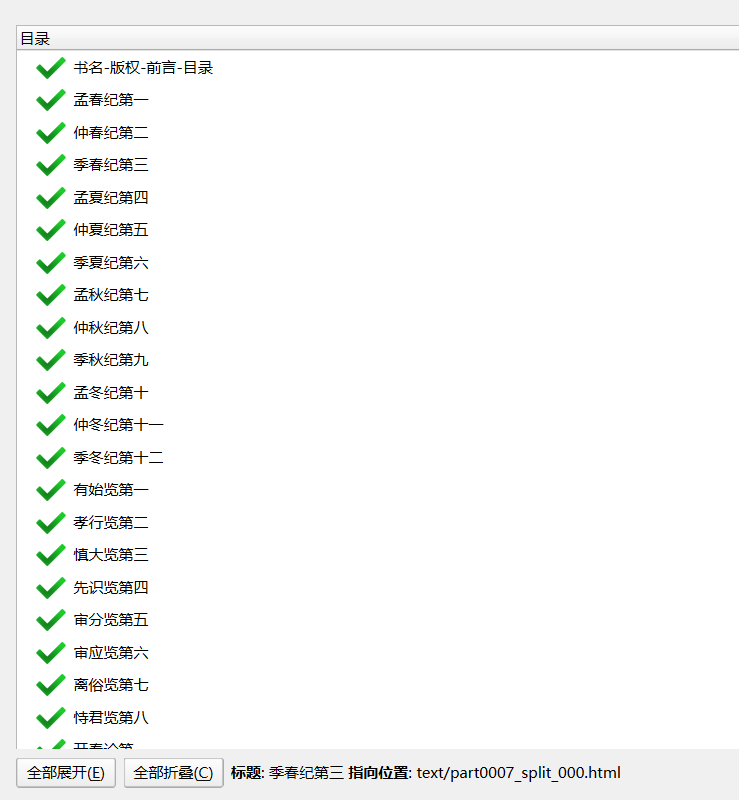 目录
书名-版权-前言-目录
孟春纪第一
仲春纪第二
季春纪第三
孟夏纪第四
仲夏纪第五
季夏纪第六
孟秋纪第七
仲秋纪第八
季秋纪第九
孟冬纪第十
仲冬纪第十一
季冬纪第十二
有始览第一
孝行览第二
慎大览第三
先识览第四
审分览第五
审应览第六
离俗览第七
恃君览第八
开春论第一
全部展开(E) 全部折叠(C) 标题: 季春纪第三 指向位置: text/part0007_split_000.html